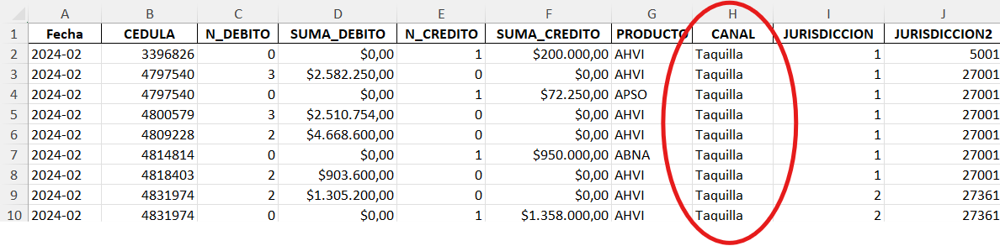 A B C D E F G H I J
1 Fecha CEDULA N_DEBITO SUMA_DEBITO N_CREDITO SUMA_CREDITO PRODUCTO CANAL JURISDICCION JURISDICCION2
2 2024-02 3396826 0 $0,00 1 $200.000,00 AHVI Taquilla 1 5001
3 2024-02 4797540 3 $2.582.250,00 0 $0,00 AHVI Taquilla 1 27001
4 2024-02 4797540 0 $0,00 1 $72.250,00 APSO Taquilla 1 27001
5 2024-02 4800579 3 $2.510.754,00 0 $0,00 AHVI Taquilla 1 27001
6 2024-02 4809228 2 $4.668.600,00 0 $0,00 AHVI Taquilla 1 27001
7 2024-02 4814814 0 $0,00 1 $950.000,00 ABNA Taquilla 1 27001
8 2024-02 4818403 2 $903.600,00 0 $0,00 AHVI Taquilla 1 27001
9 2024-02 4831974 2 $1.305.200,00 0 $0,00 AHVI Taquilla 2 27361
10 2024-02 4831974 0 $0,00 1 $1.358.000,00 AHVI Taquilla 2 27361